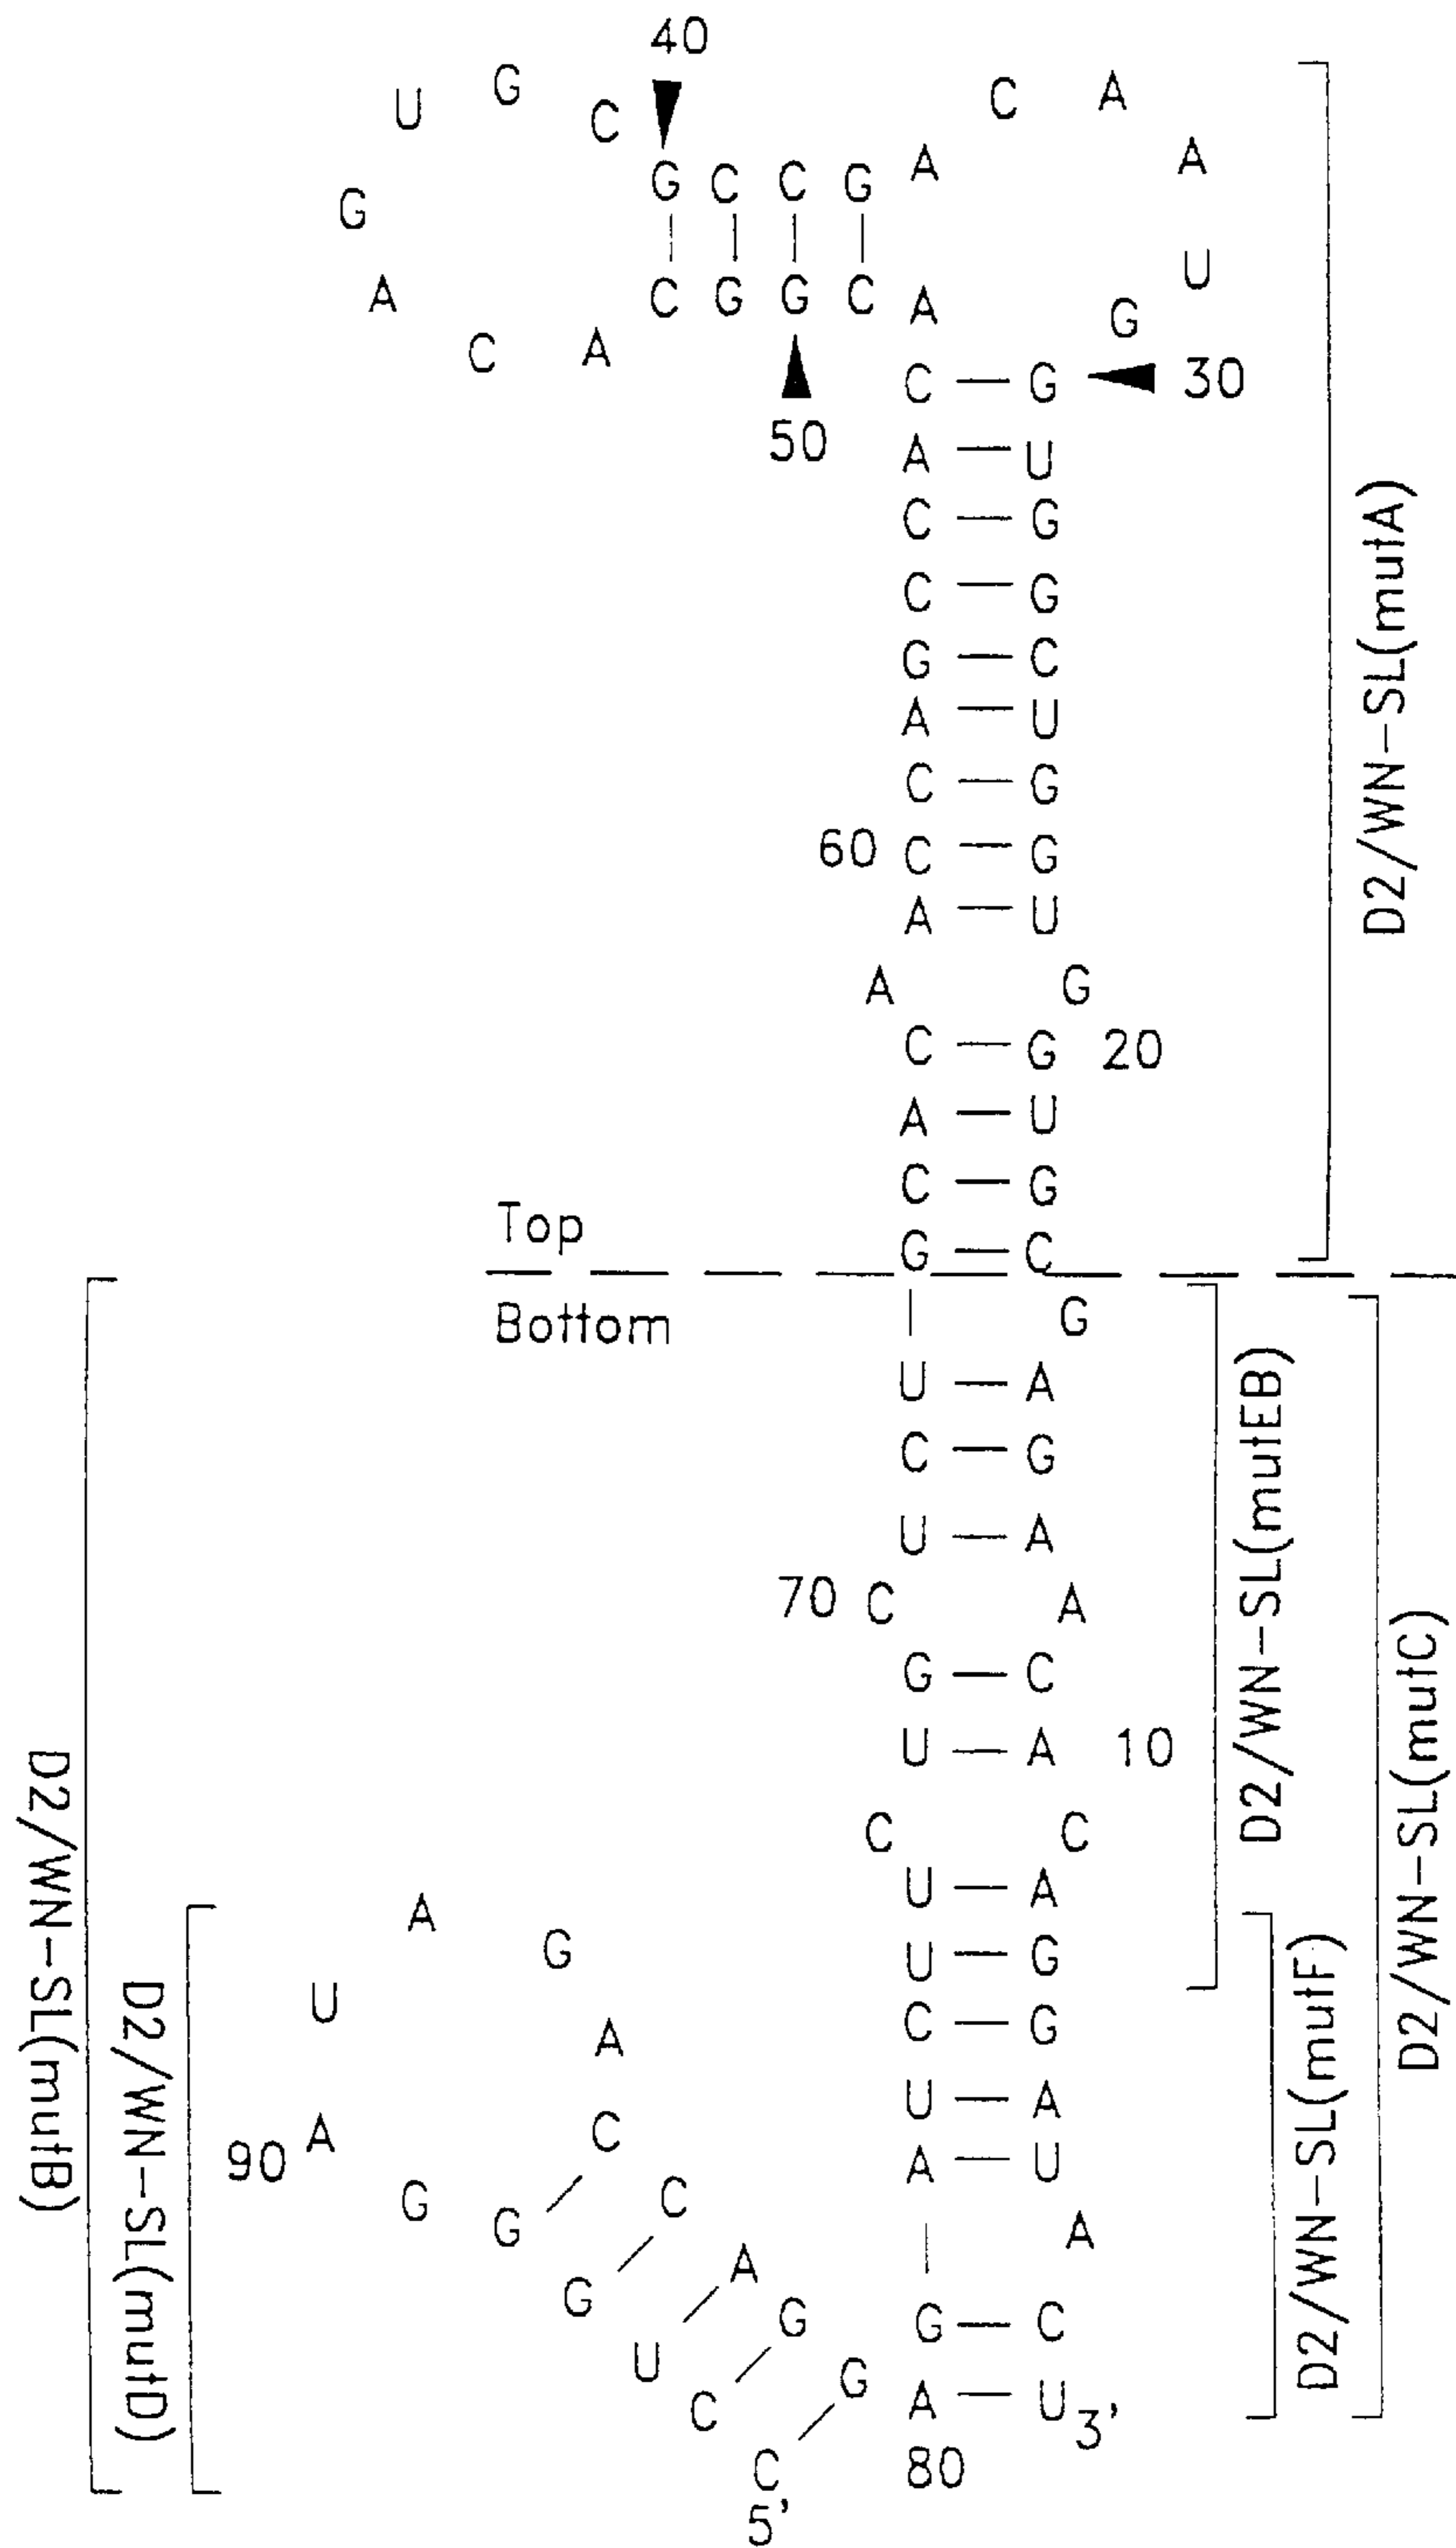 40
U G C G C C G A C A A
G A C A C G G C A G U
50
C — G 30
A — U
C — G
C — G
G — C
A — U
C — G
60 C — G
A — U
A G
C — G 20
A — U
C — G
Top
G — C
Bottom
G
U — A
C — G
U — A
70 C A
G — C
U — A 10
C C
U — A
U — G
C — G
U — A
A — U
A
G — C
A — U 3'
80
A G A C C A G G
U A G G G U C C
90
5'
D2/WN-SL(mutA)
D2/WN-SL(mutEB)
D2/WN-SL(mutC)
D2/WN-SL(mutF)
D2/WN-SL(mutB)
D2/WN-SL(mutD)